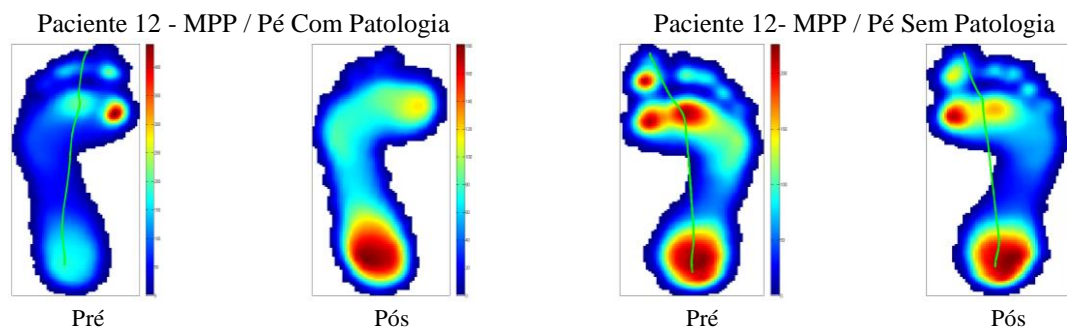 Paciente 12 - MPP / Pé Com Patologia
Paciente 12- MPP / Pé Sem Patologia
Pré
Pós
Pré
Pós